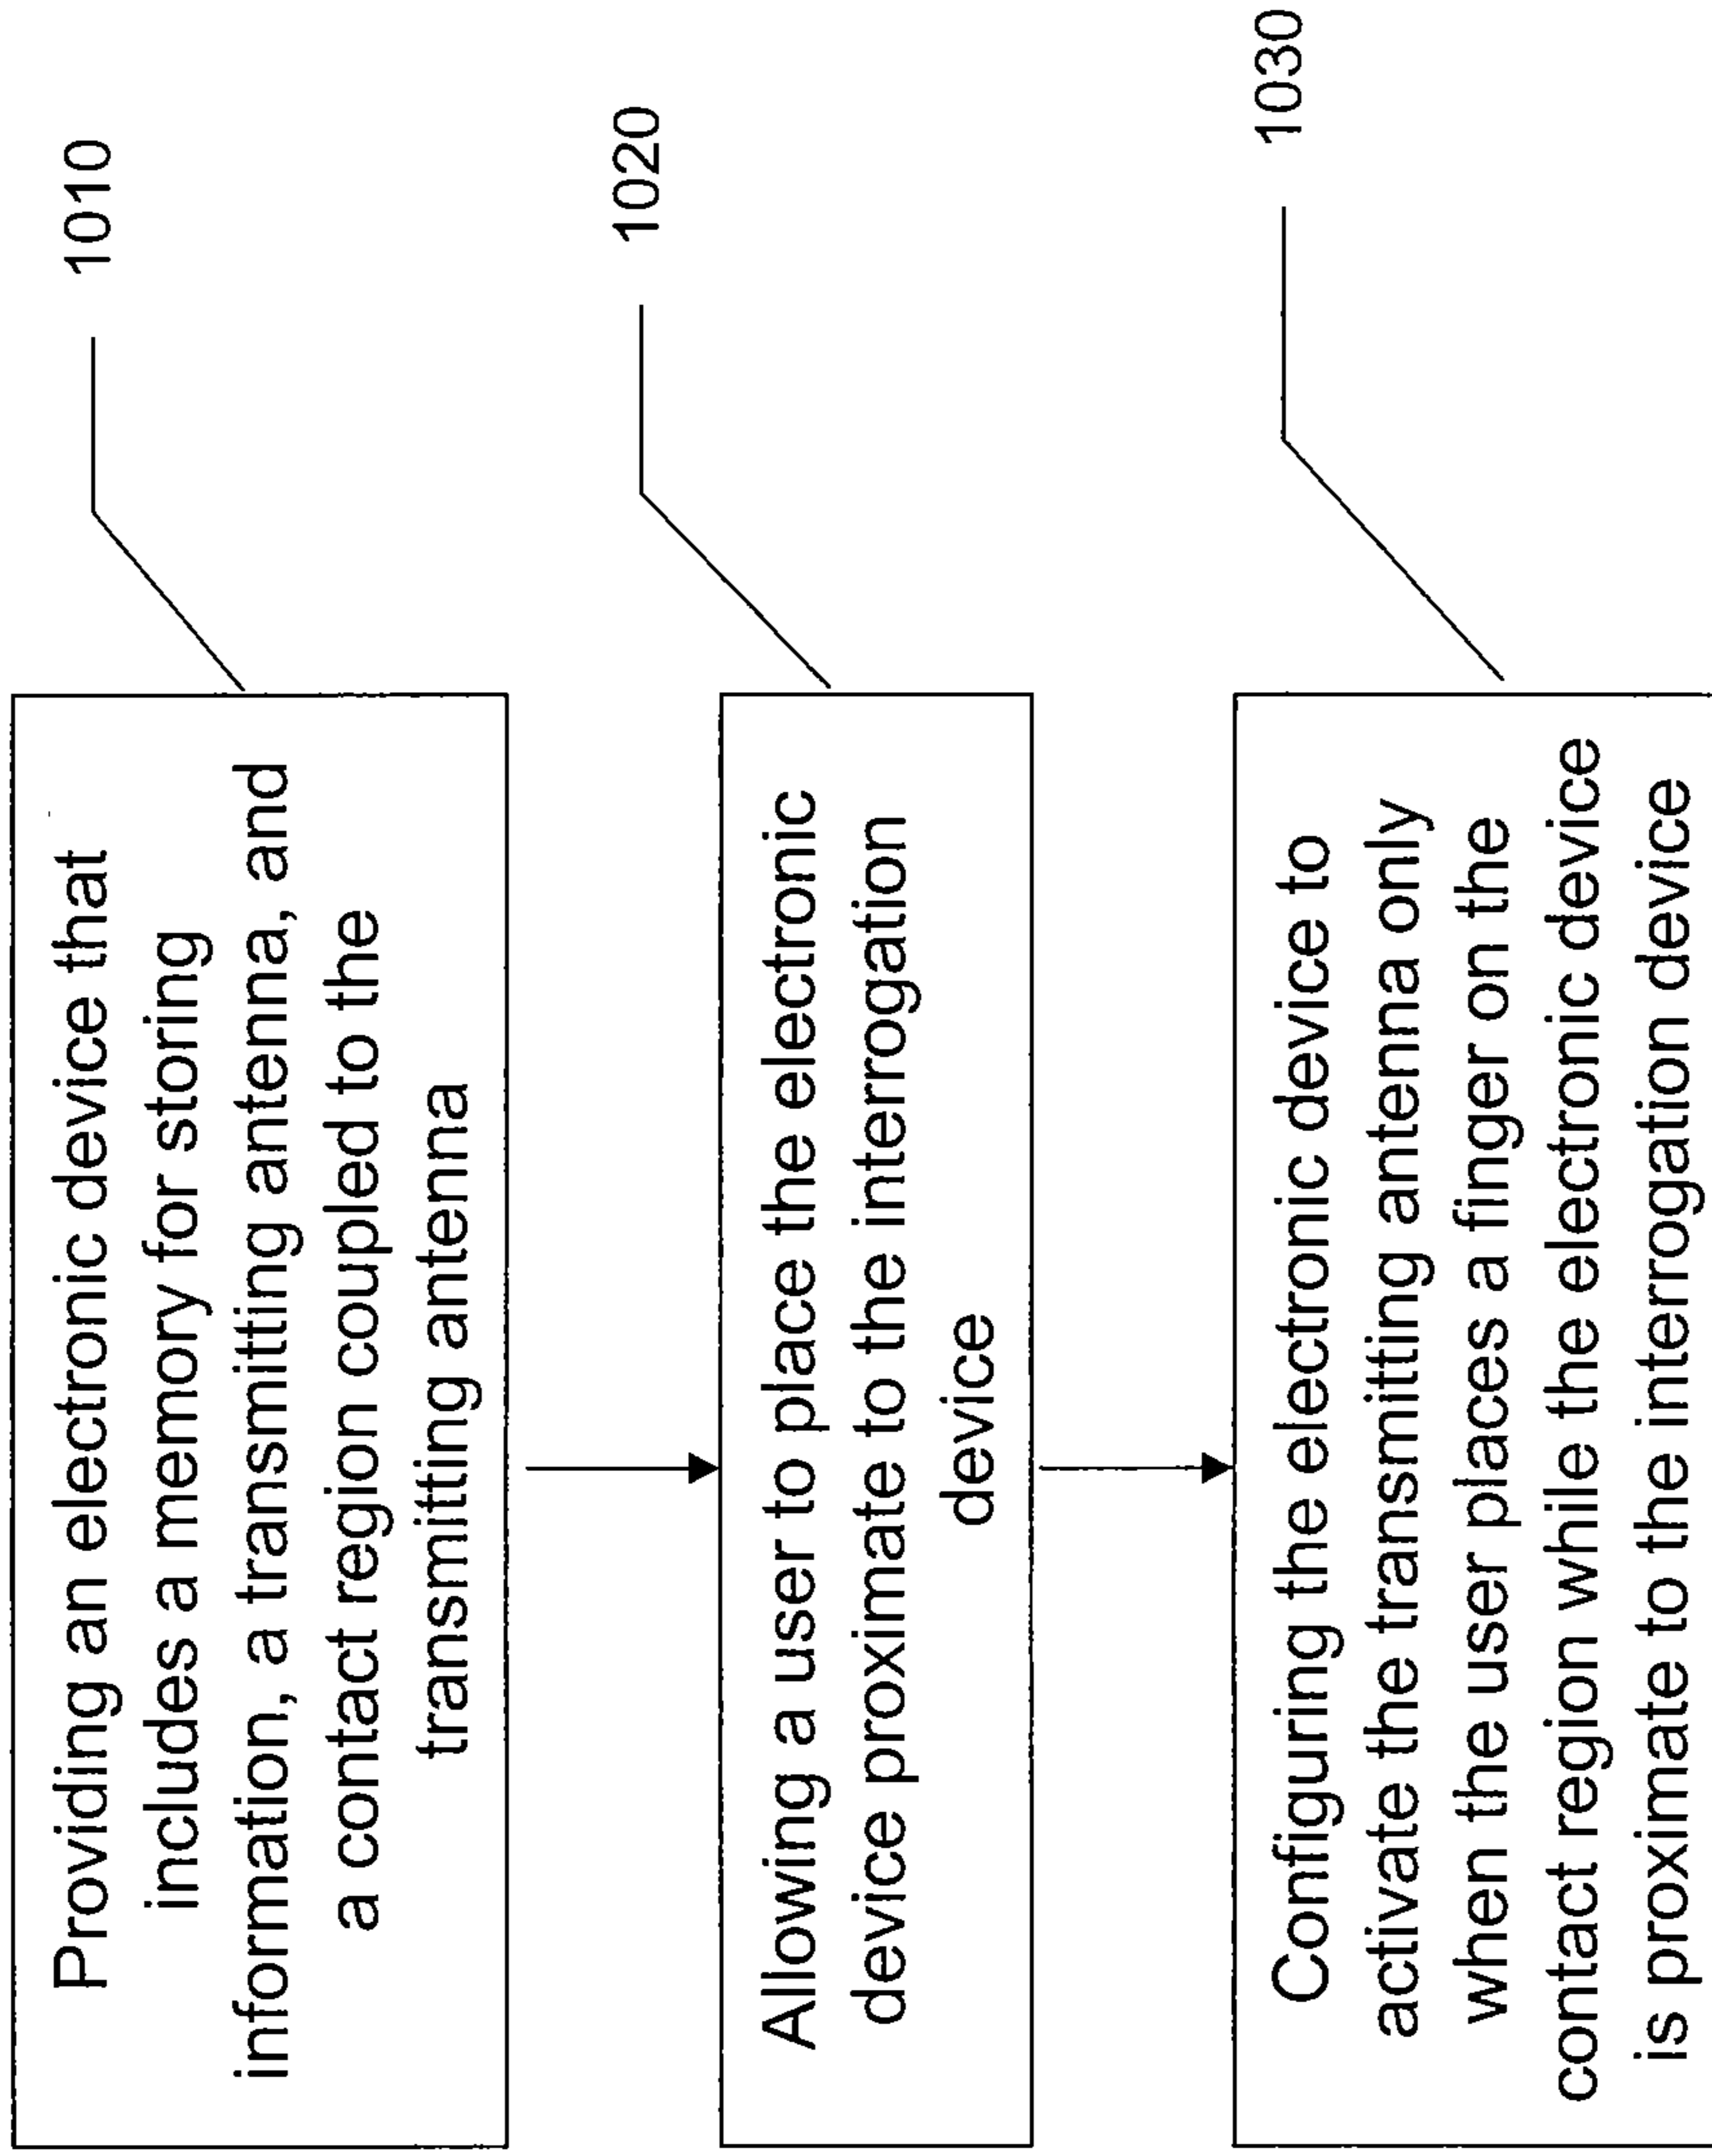 Providing an electronic device that
includes a memory for storing
information, a transmitting antenna, and
a contact region coupled to the
transmitting antenna
1010
Allowing a user to place the electronic
device proximate to the interrogation
device
1020
Configuring the electronic device to
activate the transmitting antenna only
when the user places a finger on the
contact region while the electronic device
is proximate to the interrogation device
1030